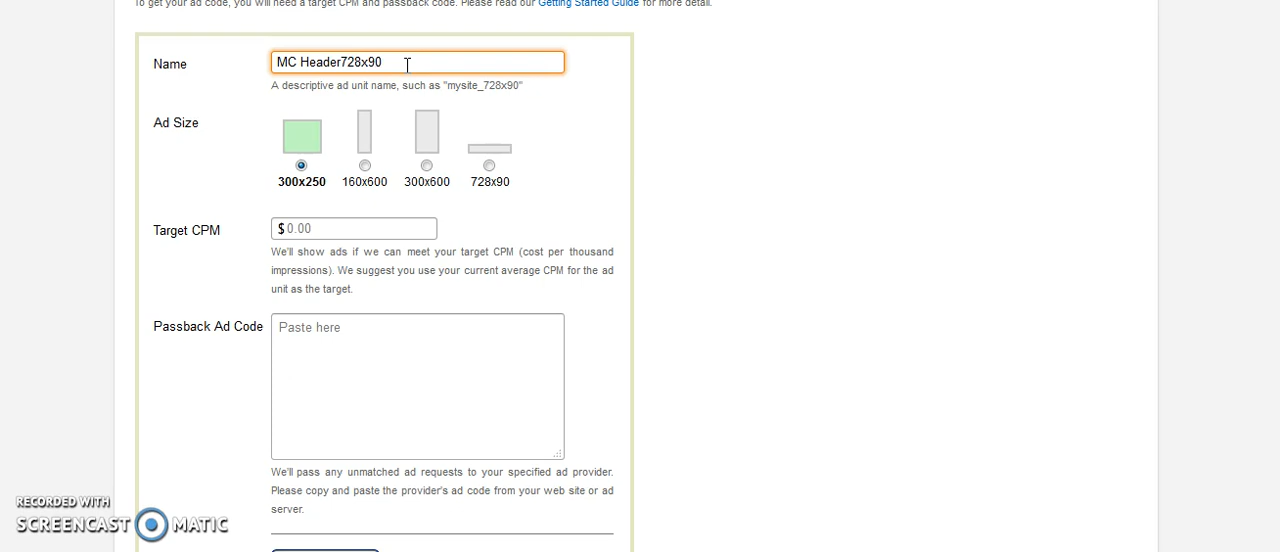 To get your ad code, you will need a target CPM and passback code. Please read our Getting Started Guide for more detail.
Name
MC Header728x90
A descriptive ad unit name, such as "mysite_728x90"
Ad Size
300x250 160x600 300x600 728x90
Target CPM
$ 0.00
We'll show ads if we can meet your target CPM (cost per thousand
impressions). We suggest you use your current average CPM for the ad
unit as the target.
Passback Ad Code
Paste here
We'll pass any unmatched ad requests to your specified ad provider.
Please copy and paste the provider's ad code from your web site or ad
server.
RECORDED WITH
SCREENCAST MATIC